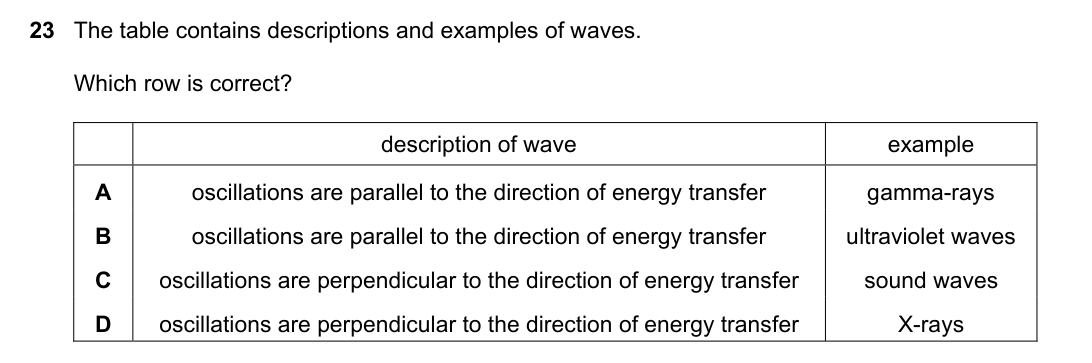 23 The table contains descriptions and examples of waves.
Which row is correct?
description of wave example
A oscillations are parallel to the direction of energy transfer gamma-rays
B oscillations are parallel to the direction of energy transfer ultraviolet waves
C oscillations are perpendicular to the direction of energy transfer sound waves
D oscillations are perpendicular to the direction of energy transfer X-rays